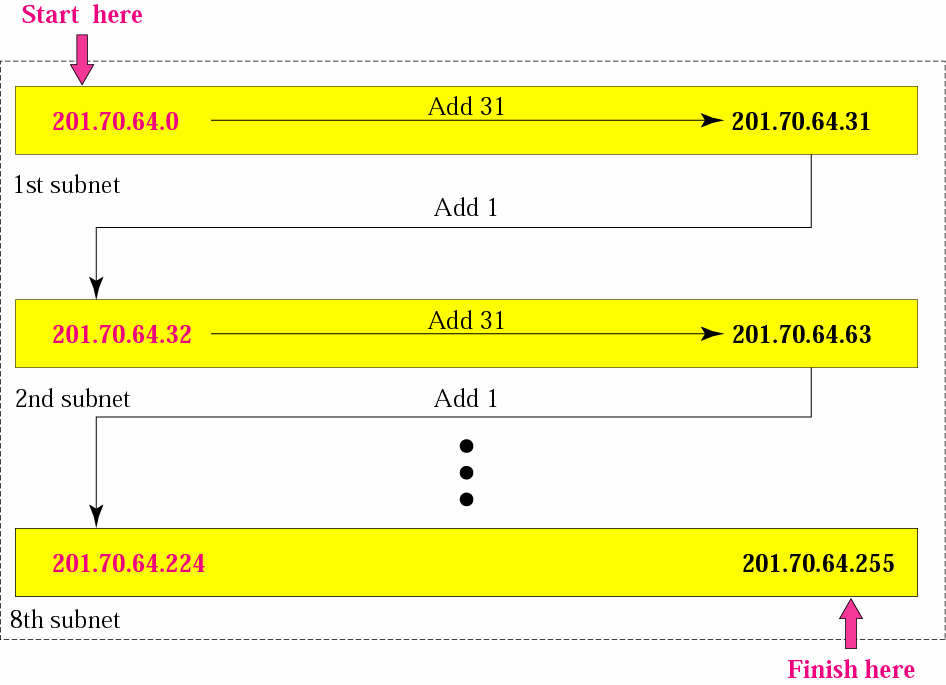 Start here
201.70.64.0
Add 31
201.70.64.31
1st subnet
Add 1
201.70.64.32
Add 31
201.70.64.63
2nd subnet
Add 1
201.70.64.224
201.70.64.255
8th subnet
Finish here